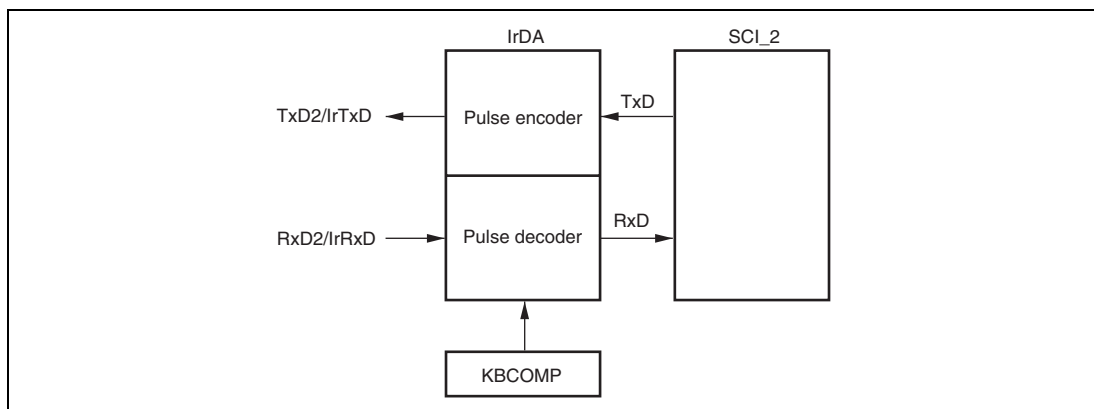 IrDA
SCI_2
TxD2/IrTxD
Pulse encoder
TxD
RxD2/IrRxD
Pulse decoder
RxD
KBCOMP